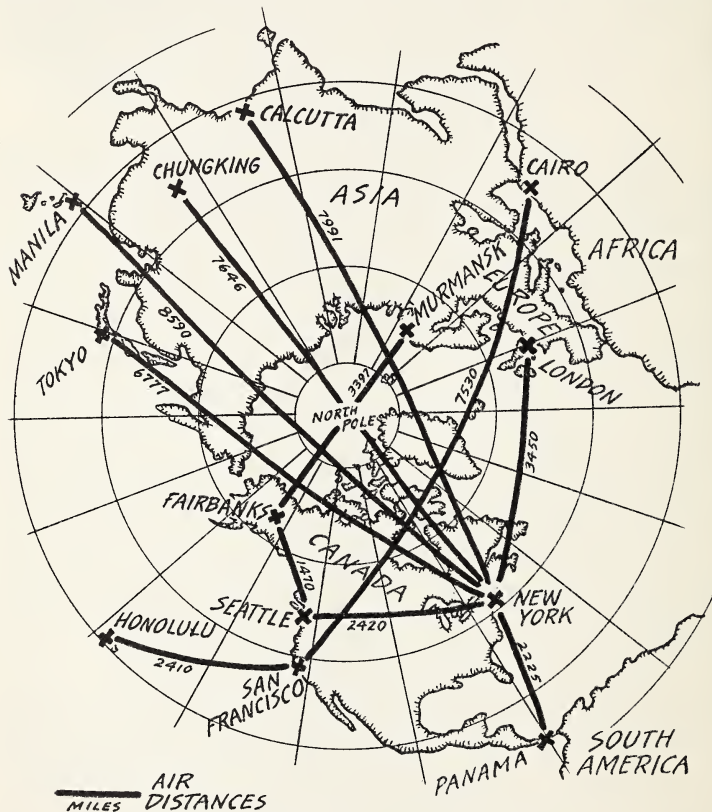 CALCUTTA
CHUNGKING
ASIA
CAIRO
MANILA
7991
AFRICA
7646
MURMANSK
EUROPE
8590
TOKYO
6777
3397
7530
LONDON
NORTH
POLE
3450
FAIRBANKS
CANADA
1470
SEATTLE
2420
NEW
YORK
HONOLULU
2410
SAN
FRANCISCO
2225
PANAMA
SOUTH
AMERICA
AIR
MILES
DISTANCES